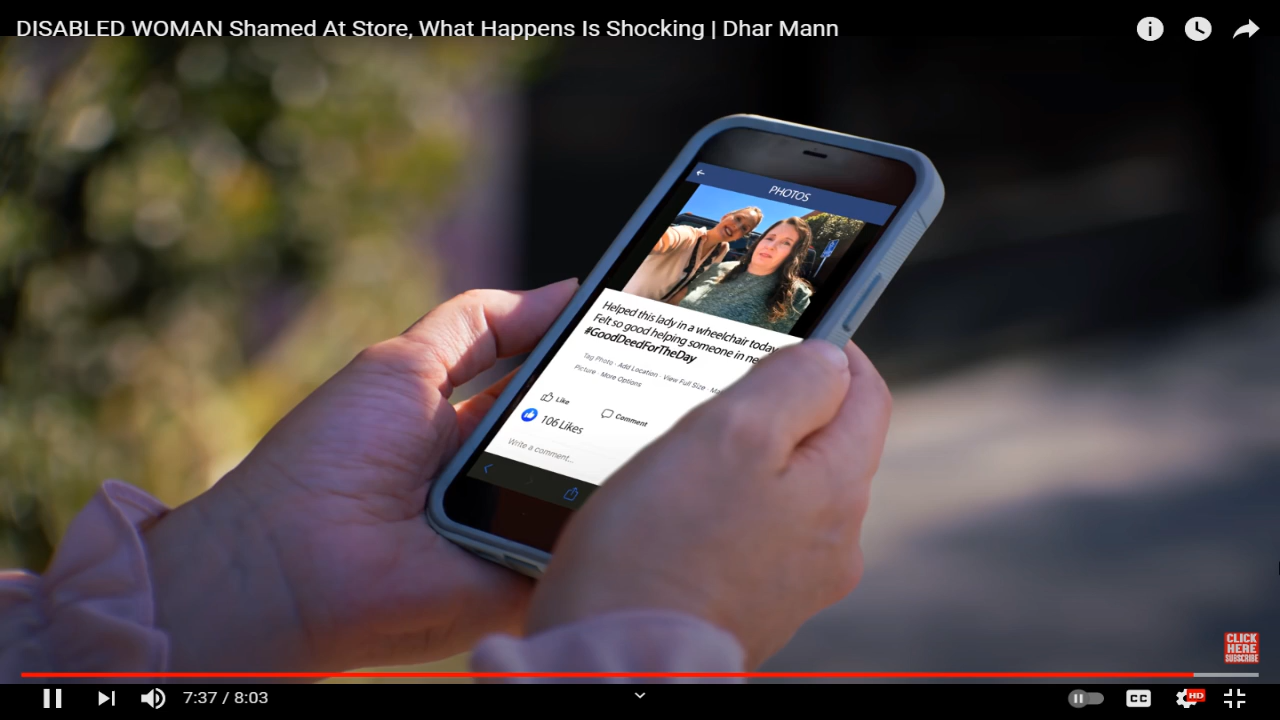 DISABLED WOMAN Shamed At Store, What Happens Is Shocking | Dhar Mann
PHOTOS
Helped this lady in a wheelchair today
Felt so good helping someone in
#GoodDeedForTheDay
Tag Photo · Add Location · View Full Size ·
Picture · More Options
Like Comment
106 Likes
Write a comment...
CLICK
HERE
SUBSCRIBE
7:37 / 8:03
CC
HD